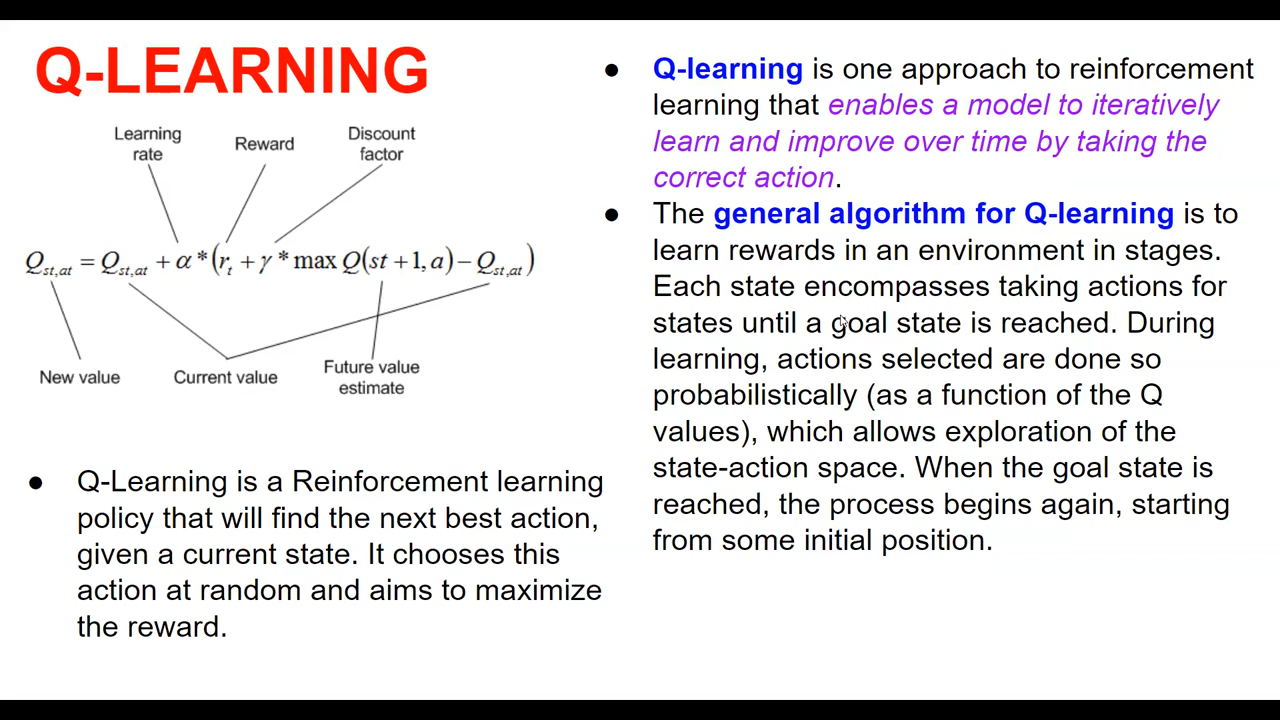 Q-LEARNING
Learning
rate
Reward
Discount
factor
Q_{st,at} = Q_{st,at} + α * (r_t + γ * max Q(st + 1, a) − Q_{st,at})
New value
Current value
Future value
estimate
● Q-Learning is a Reinforcement learning
policy that will find the next best action,
given a current state. It chooses this
action at random and aims to maximize
the reward.
● Q-learning is one approach to reinforcement
learning that enables a model to iteratively
learn and improve over time by taking the
correct action.
● The general algorithm for Q-learning is to
learn rewards in an environment in stages.
Each state encompasses taking actions for
states until a goal state is reached. During
learning, actions selected are done so
probabilistically (as a function of the Q
values), which allows exploration of the
state-action space. When the goal state is
reached, the process begins again, starting
from some initial position.